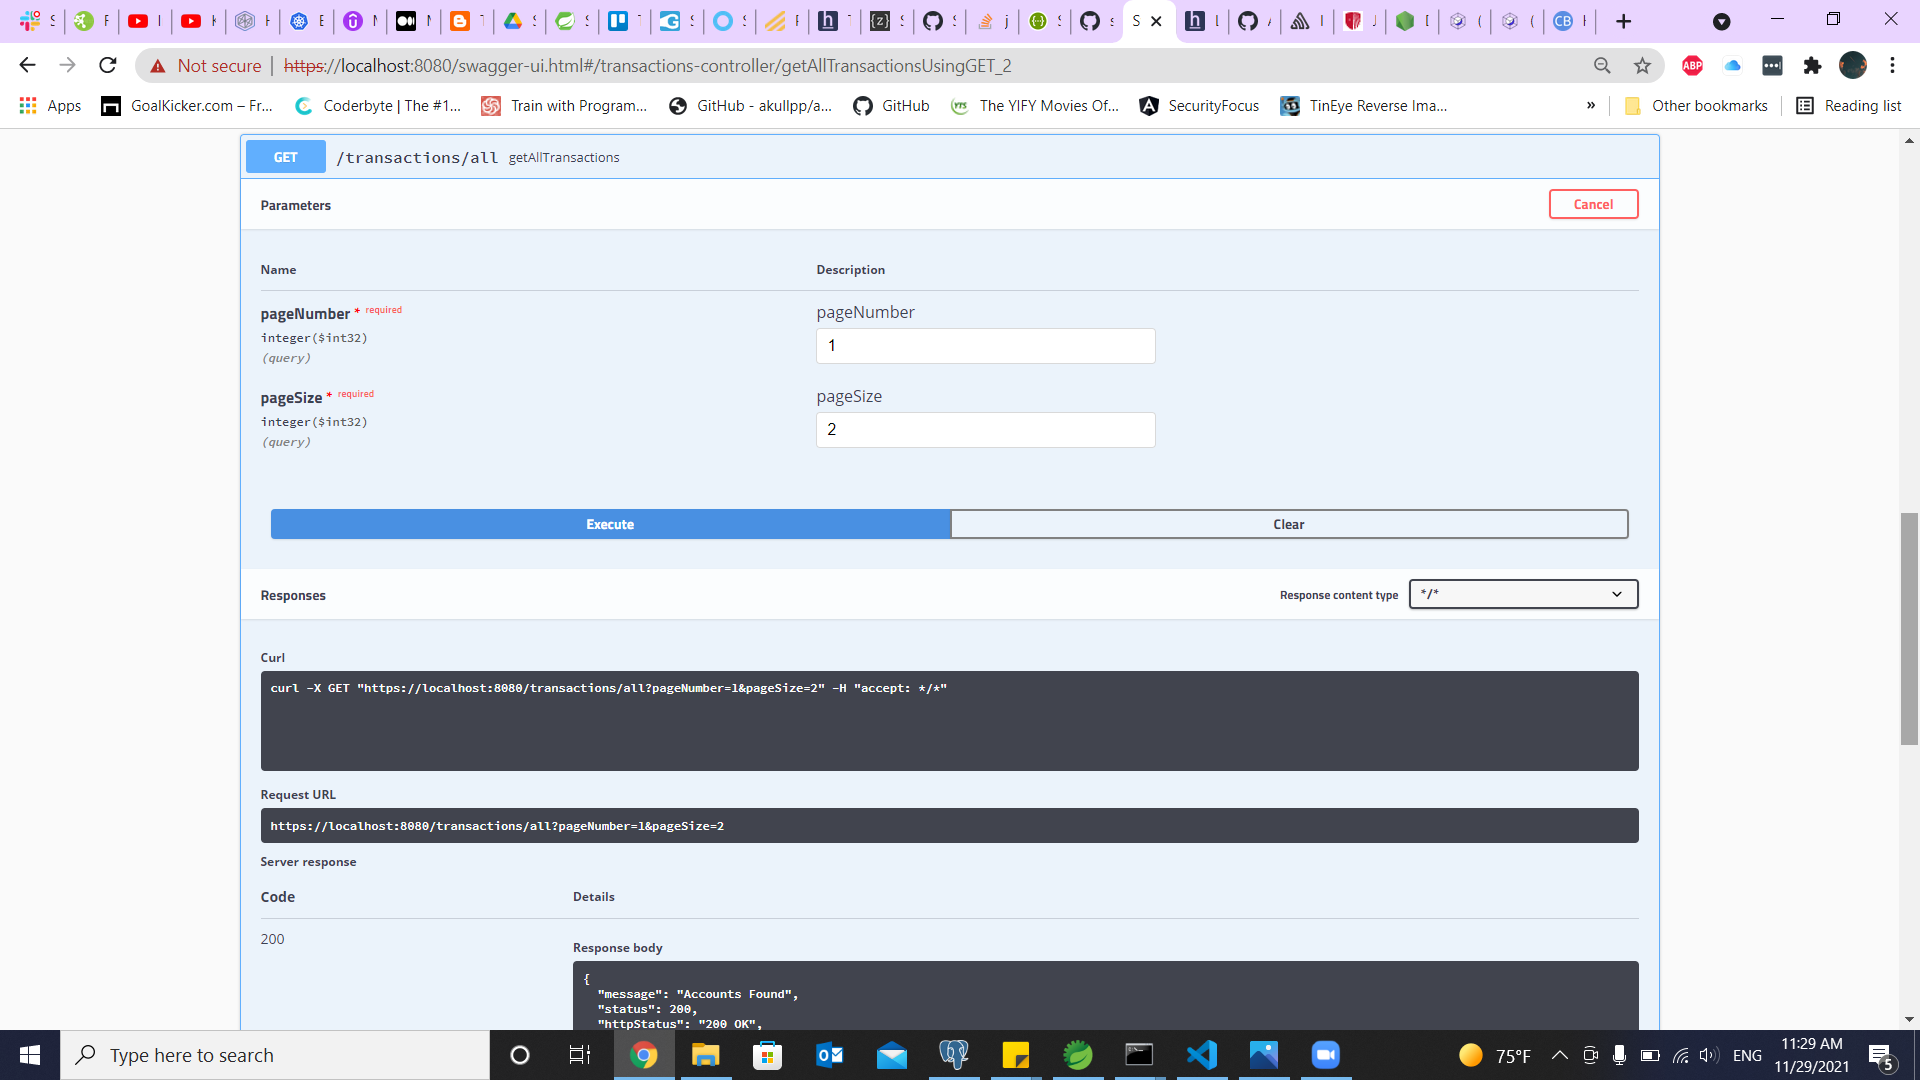 Not secure | https://localhost:8080/swagger-ui.html#/transactions-controller/getAllTransactionsUsingGET_2
ABP
Apps GoalKicker.com – Fr... Coderbyte | The #1... Train with Program... GitHub - akullpp/a... GitHub The YIFY Movies Of... SecurityFocus TinEye Reverse Ima... » Other bookmarks Reading list
GET /transactions/all getAllTransactions
Parameters Cancel
Name Description
pageNumber * required pageNumber
integer($int32) 1
(query)
pageSize * required pageSize
integer($int32) 2
(query)
Execute Clear
Responses Response content type */*
Curl
curl -X GET "https://localhost:8080/transactions/all?pageNumber=1&pageSize=2" -H "accept: */*"
Request URL
https://localhost:8080/transactions/all?pageNumber=1&pageSize=2
Server response
Code Details
200
Response body
{
"message": "Accounts Found",
"status": 200,
"httpStatus": "200 OK",
Type here to search 75°F ENG 11:29 AM
11/29/2021 5